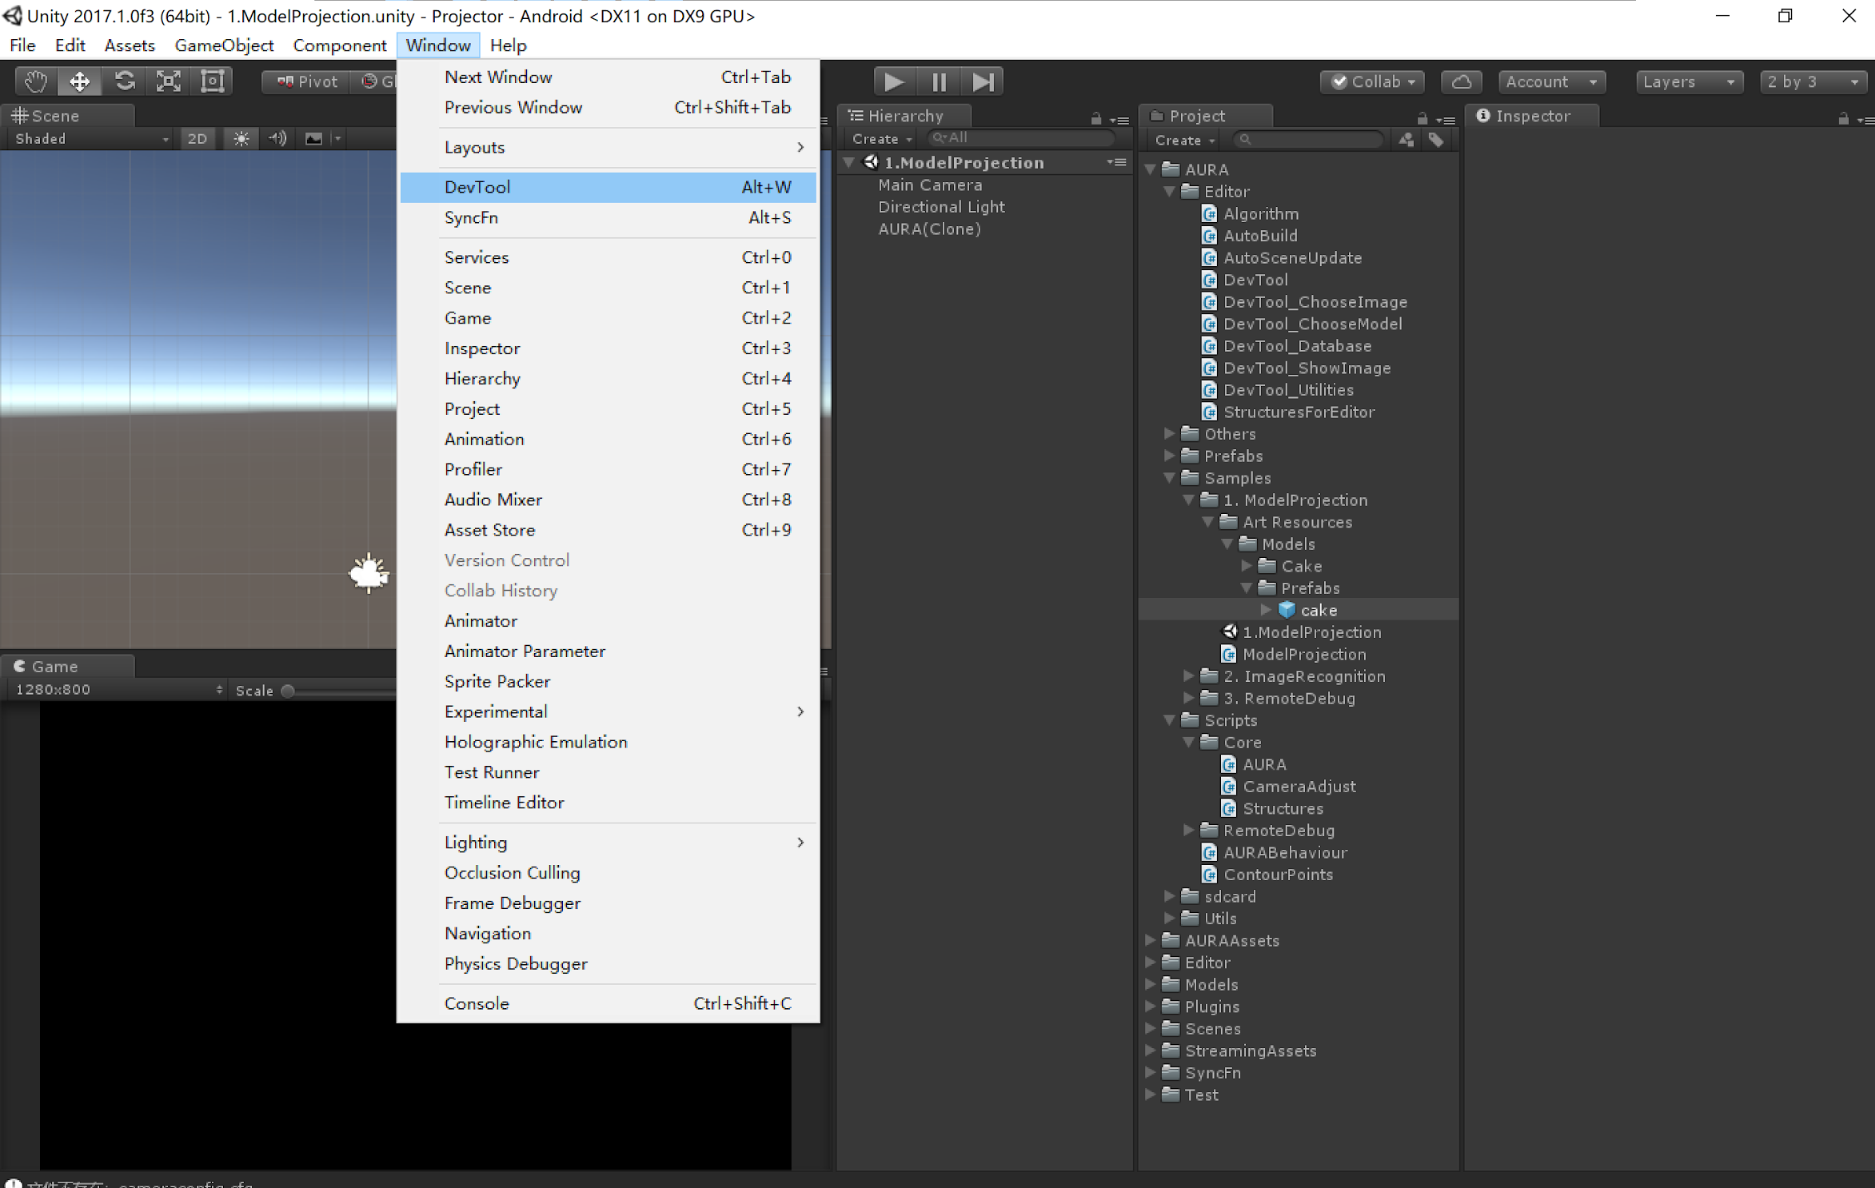 Unity 2017.1.0f3 (64bit) - 1.ModelProjection.unity - Projector - Android <DX11 on DX9 GPU>
File Edit Assets GameObject Component Window Help
Pivot
Collab Account Layers 2 by 3
Scene
Shaded 2D
Next Window Ctrl+Tab
Previous Window Ctrl+Shift+Tab
Layouts
DevTool Alt+W
SyncFn Alt+S
Services Ctrl+0
Scene Ctrl+1
Game Ctrl+2
Inspector Ctrl+3
Hierarchy Ctrl+4
Project Ctrl+5
Animation Ctrl+6
Profiler Ctrl+7
Audio Mixer Ctrl+8
Asset Store Ctrl+9
Version Control
Collab History
Animator
Animator Parameter
Sprite Packer
Experimental
Holographic Emulation
Test Runner
Timeline Editor
Lighting
Occlusion Culling
Frame Debugger
Navigation
Physics Debugger
Console Ctrl+Shift+C
Game
1280x800 Scale
Hierarchy
Create All
1.ModelProjection
Main Camera
Directional Light
AURA(Clone)
Project
Create
AURA
Editor
Algorithm
AutoBuild
AutoSceneUpdate
DevTool
DevTool_ChooseImage
DevTool_ChooseModel
DevTool_Database
DevTool_ShowImage
DevTool_Utilities
StructuresForEditor
Others
Prefabs
Samples
1. ModelProjection
Art Resources
Models
Cake
Prefabs
cake
1.ModelProjection
ModelProjection
2. ImageRecognition
3. RemoteDebug
Scripts
Core
AURA
CameraAdjust
Structures
RemoteDebug
AURABehaviour
ContourPoints
sdcard
Utils
AURAAssets
Editor
Models
Plugins
Scenes
StreamingAssets
SyncFn
Test
Inspector